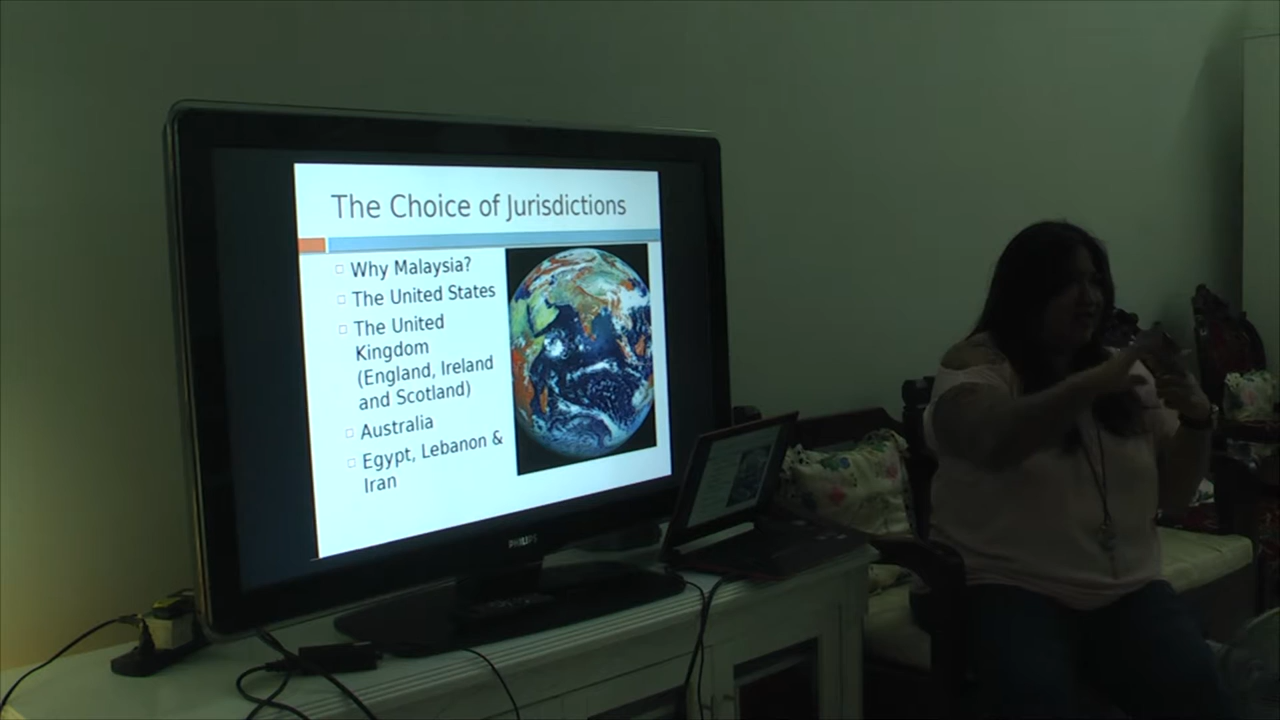 The Choice of Jurisdictions
Why Malaysia?
The United States
The United
Kingdom
(England, Ireland
and Scotland)
Australia
Egypt, Lebanon &
Iran
PHILIPS